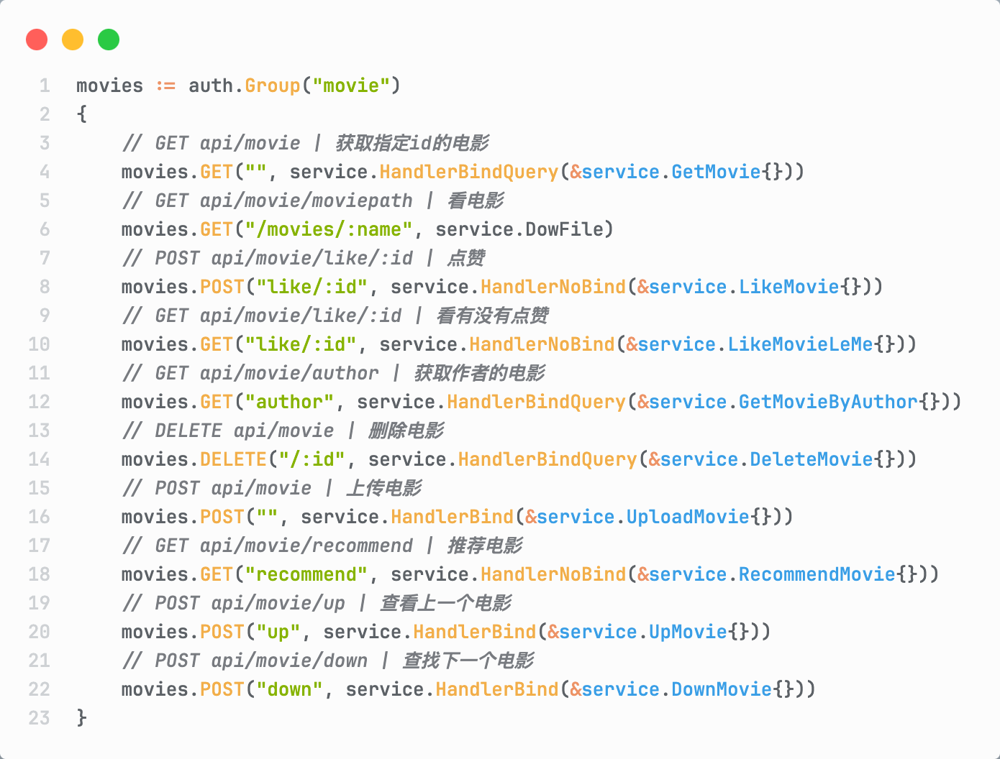 1 movies := auth.Group("movie")
2 {
3 // GET api/movie | 获取指定id的电影
4 movies.GET("", service.HandlerBindQuery(&service.GetMovie{}))
5 // GET api/movie/moviepath | 看电影
6 movies.GET("/movies/:name", service.DowFile)
7 // POST api/movie/like/:id | 点赞
8 movies.POST("like/:id", service.HandlerNoBind(&service.LikeMovie{}))
9 // GET api/movie/like/:id | 看有没有点赞
10 movies.GET("like/:id", service.HandlerNoBind(&service.LikeMovieLeMe{}))
11 // GET api/movie/author | 获取作者的电影
12 movies.GET("author", service.HandlerBindQuery(&service.GetMovieByAuthor{}))
13 // DELETE api/movie | 删除电影
14 movies.DELETE("/:id", service.HandlerBindQuery(&service.DeleteMovie{}))
15 // POST api/movie | 上传电影
16 movies.POST("", service.HandlerBind(&service.UploadMovie{}))
17 // GET api/movie/recommend | 推荐电影
18 movies.GET("recommend", service.HandlerNoBind(&service.RecommendMovie{}))
19 // POST api/movie/up | 查看上一个电影
20 movies.POST("up", service.HandlerBind(&service.UpMovie{}))
21 // POST api/movie/down | 查找下一个电影
22 movies.POST("down", service.HandlerBind(&service.DownMovie{}))
23 }